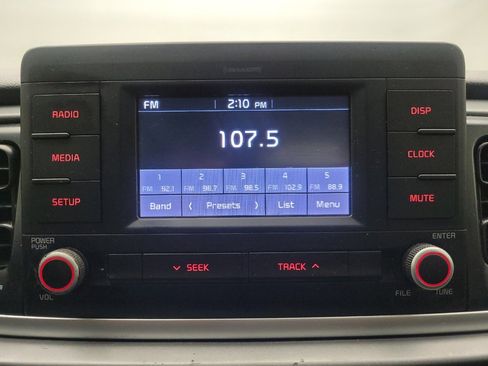 SiriusXM
FM 2:10 PM
RADIO
DISP
107.5
MEDIA
CLOCK
1 2 3 4 5
FM 92.1 FM 98.7 FM 98.5 FM 102.9 FM 88.9
SETUP
Band ‹ Presets › List Menu
MUTE
POWER
PUSH
ENTER
SEEK
TRACK
VOL
FILE TUNE